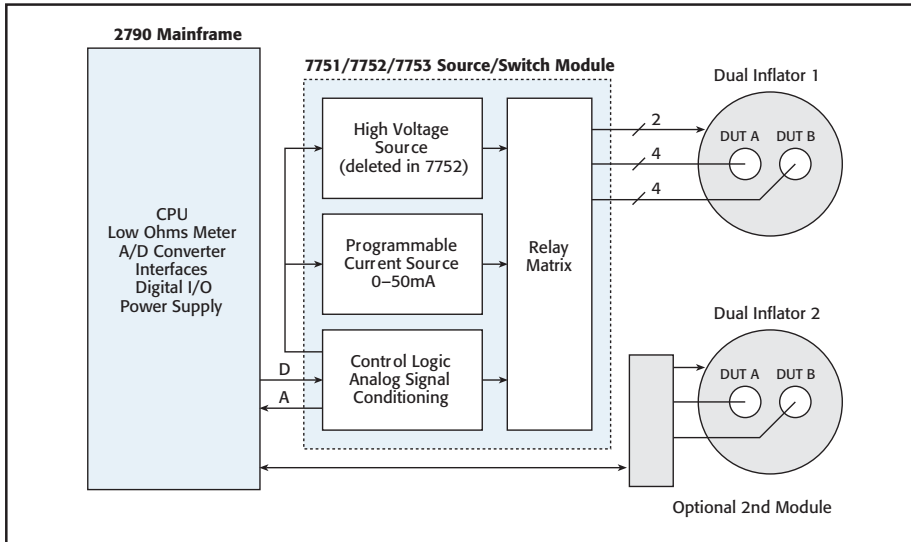 2790 Mainframe
CPU
Low Ohms Meter
A/D Converter
Interfaces
Digital I/O
Power Supply
7751/7752/7753 Source/Switch Module
High Voltage
Source
(deleted in 7752)
Programmable
Current Source
0–50mA
Control Logic
Analog Signal
Conditioning
Relay
Matrix
D
A
2
4
4
Dual Inflator 1
DUT A DUT B
Dual Inflator 2
DUT A DUT B
Optional 2nd Module